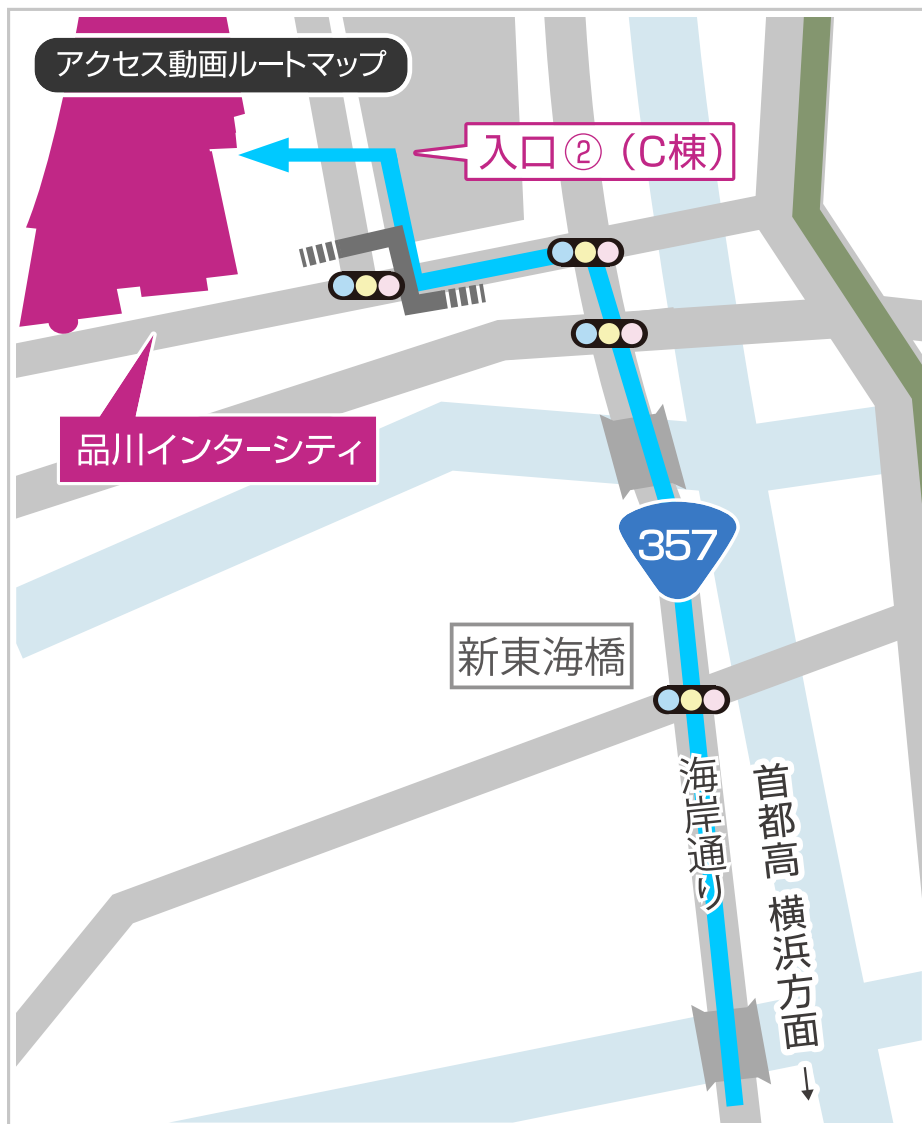 アクセス動画ルートマップ
入口②（C棟）
品川インターシティ
357
新東海橋
海岸通り
首都高 横浜方面→